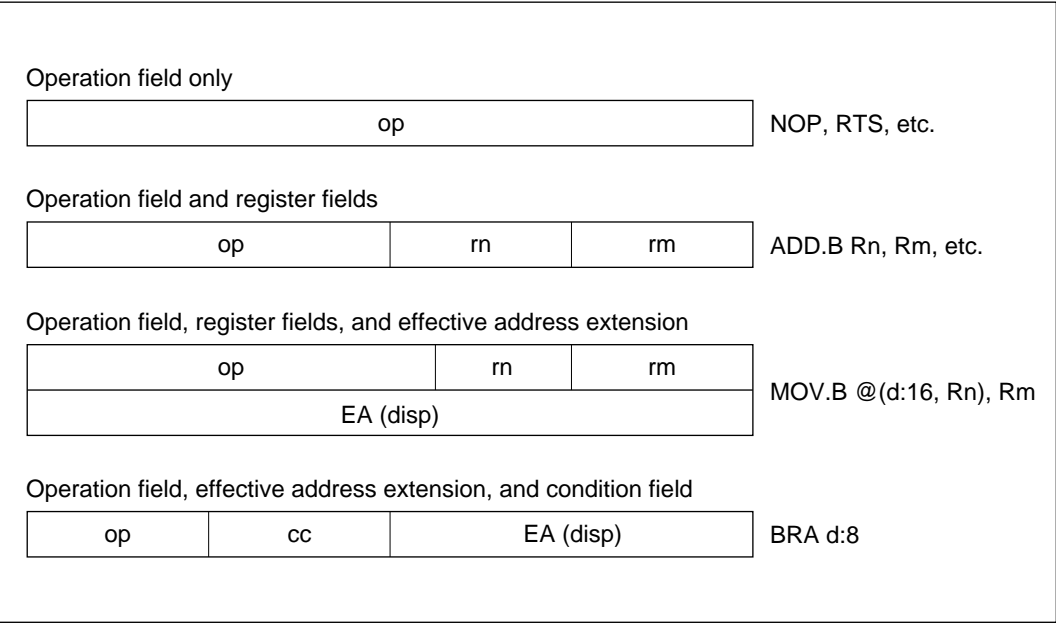 Operation field only
op NOP, RTS, etc.
Operation field and register fields
op rn rm ADD.B Rn, Rm, etc.
Operation field, register fields, and effective address extension
op rn rm
MOV.B @(d:16, Rn), Rm
EA (disp)
Operation field, effective address extension, and condition field
op cc EA (disp) BRA d:8